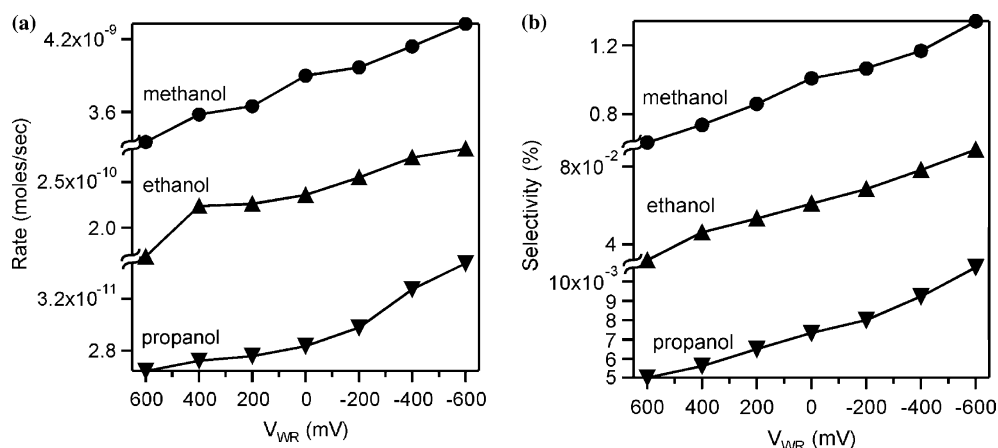 (a)
Rate (moles/sec)
4.2x10⁻⁹
3.6
methanol
2.5x10⁻¹⁰
2.0
ethanol
3.2x10⁻¹¹
2.8
propanol
600 400 200 0 -200 -400 -600
V_WR (mV)
(b)
Selectivity (%)
1.2
0.8
methanol
8x10⁻²
4
ethanol
10x10⁻³
9
8
7
6
5
propanol
600 400 200 0 -200 -400 -600
V_WR (mV)